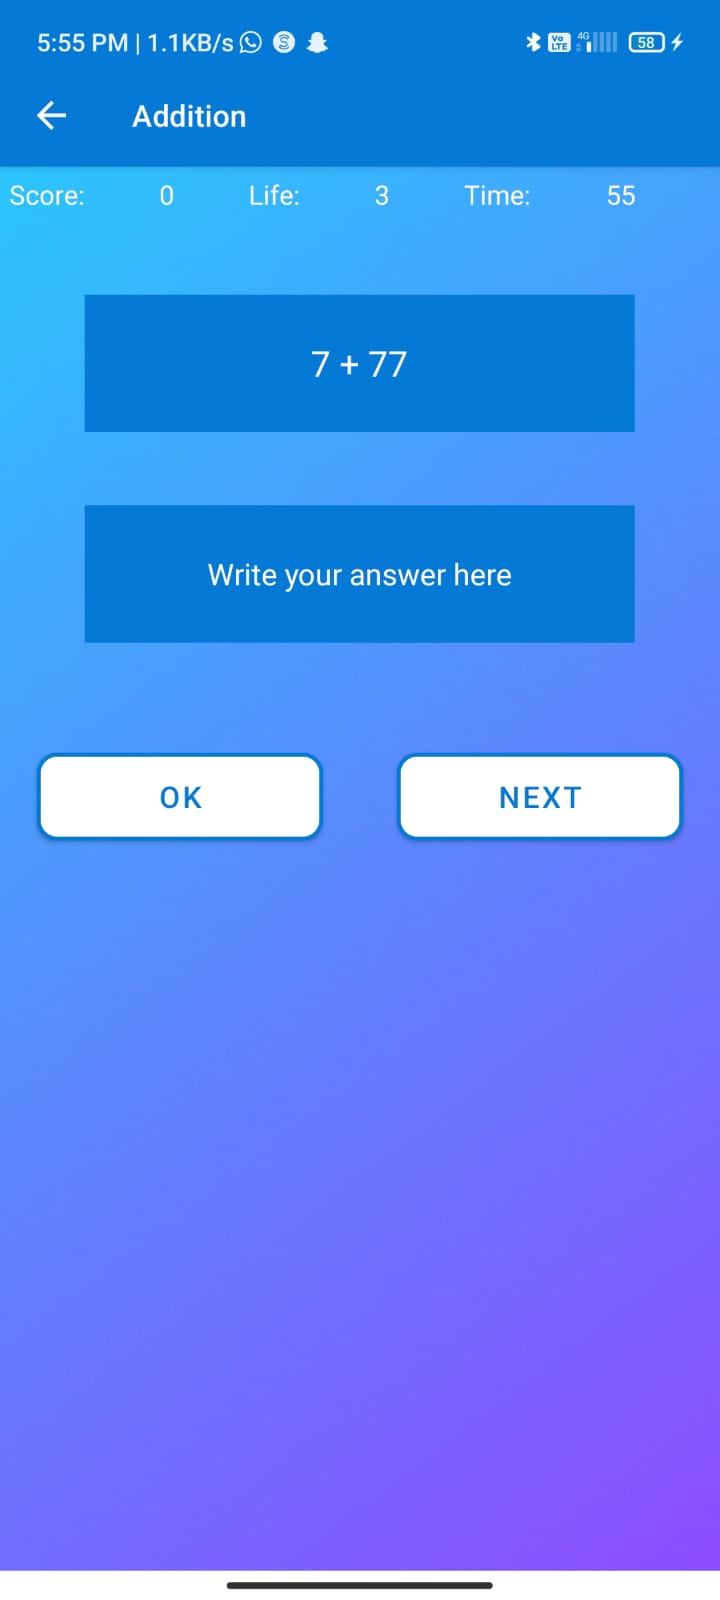 5:55 PM | 1.1KB/s S Vo LTE 4G 58
Addition
Score: 0 Life: 3 Time: 55
7 + 77
Write your answer here
OK NEXT